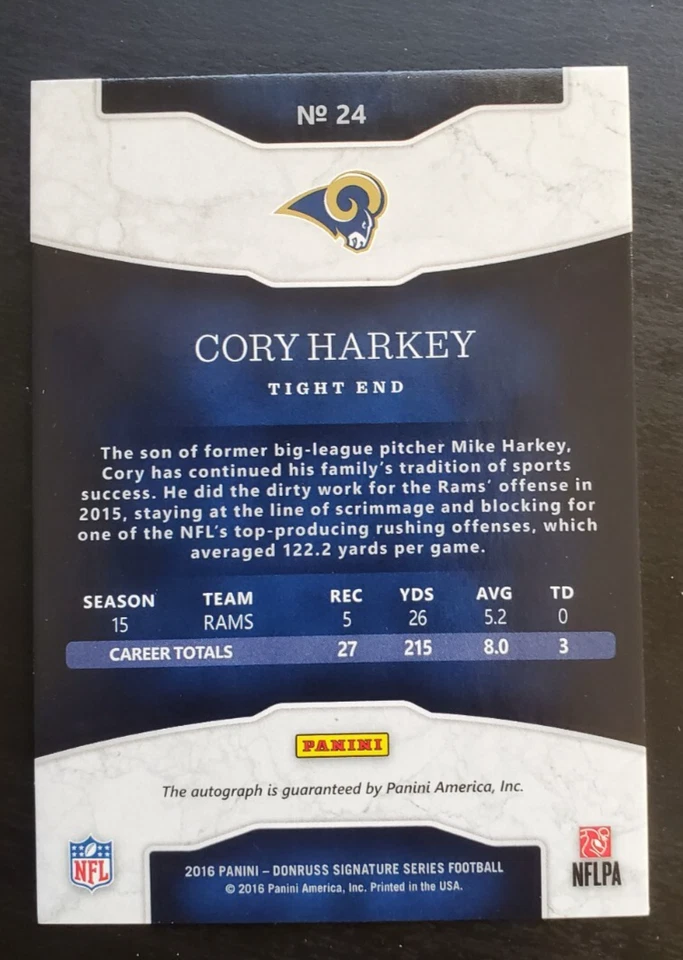 Nº 24
CORY HARKEY
TIGHT END
The son of former big-league pitcher Mike Harkey,
Cory has continued his family's tradition of sports
success. He did the dirty work for the Rams' offense in
2015, staying at the line of scrimmage and blocking for
one of the NFL's top-producing rushing offenses, which
averaged 122.2 yards per game.
SEASON TEAM REC YDS AVG TD
15 RAMS 5 26 5.2 0
CAREER TOTALS 27 215 8.0 3
PANINI
The autograph is guaranteed by Panini America, Inc.
NFL
2016 PANINI – DONRUSS SIGNATURE SERIES FOOTBALL
© 2016 Panini America, Inc. Printed in the USA.
NFLPA